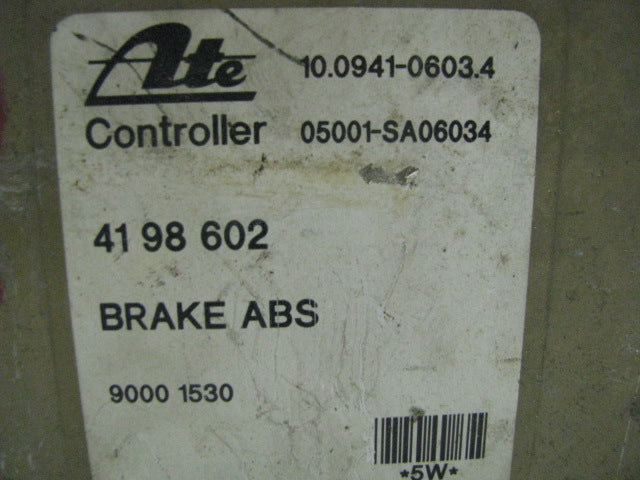 Ate 10.0941-0603.4
Controller 05001-SA06034
41 98 602
BRAKE ABS
9000 1530
*5W*